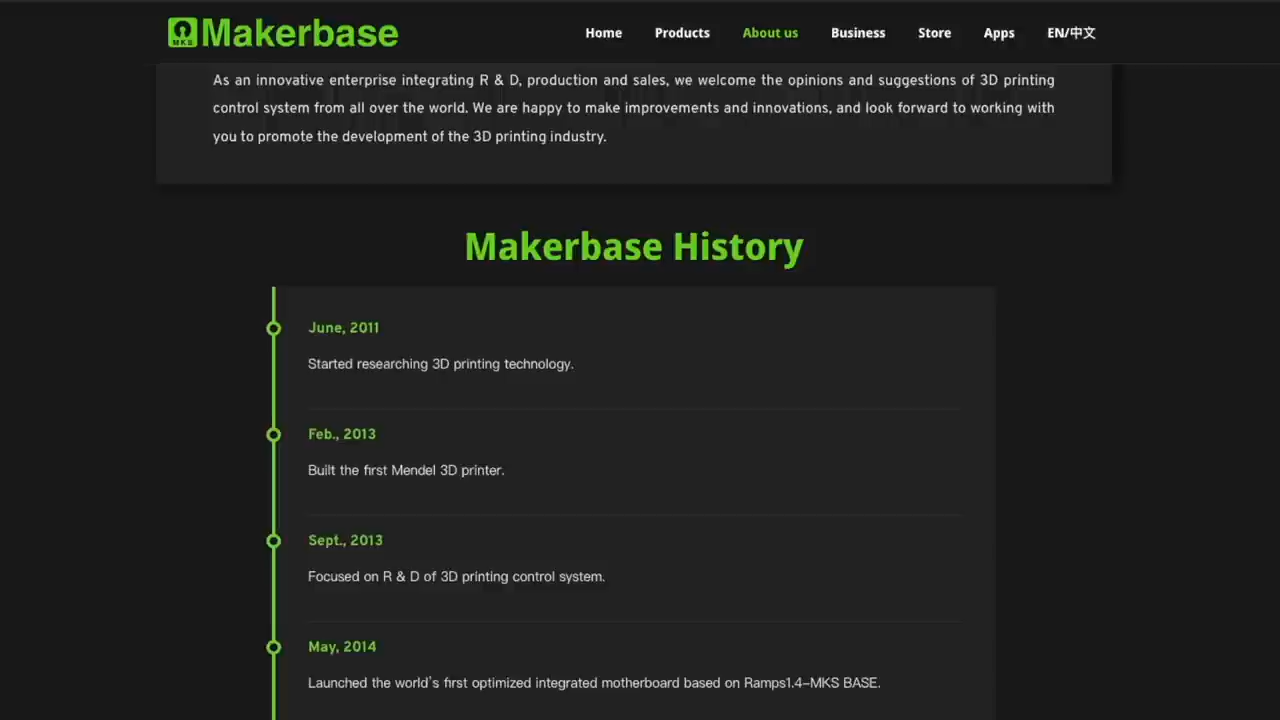 MKS Makerbase
Home Products About us Business Store Apps EN/中文
As an innovative enterprise integrating R & D, production and sales, we welcome the opinions and suggestions of 3D printing
control system from all over the world. We are happy to make improvements and innovations, and look forward to working with
you to promote the development of the 3D printing industry.
Makerbase History
June, 2011
Started researching 3D printing technology.
Feb., 2013
Built the first Mendel 3D printer.
Sept., 2013
Focused on R & D of 3D printing control system.
May, 2014
Launched the world's first optimized integrated motherboard based on Ramps1.4-MKS BASE.